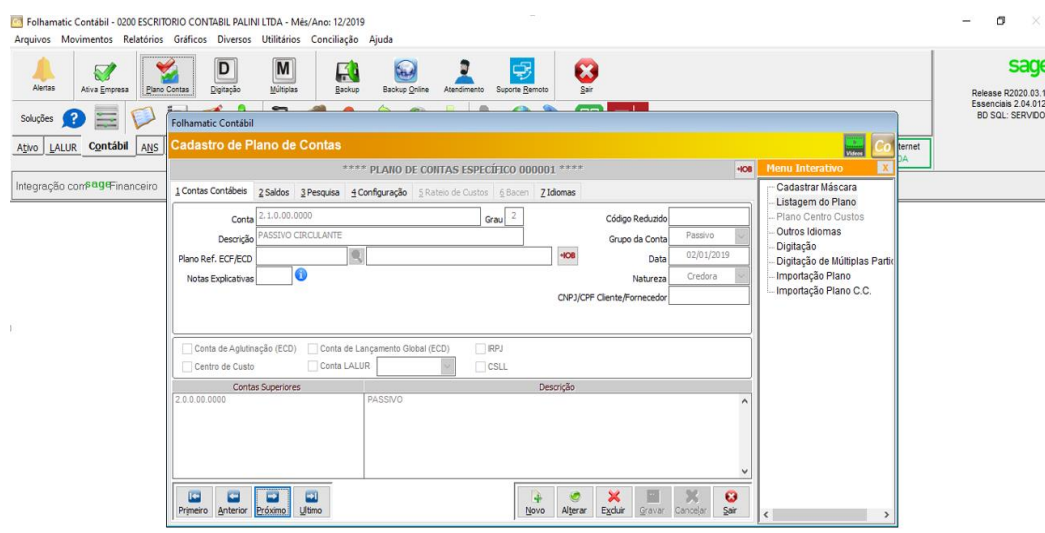 Folhamatic Contábil - 0200 ESCRITORIO CONTABIL PALINI LTDA - Mês/Ano: 12/2019
Arquivos Movimentos Relatórios Gráficos Diversos Utilitários Conciliação Ajuda
Alertas Ativa Empresa Plano Contas Digitação Múltiplas Backup Backup Online Atendimento Suporte Remoto Sair
sage
Release R2020.03.1
Essenciais 2.04.012
BD SQL: SERVIDO
Soluções
Ativo LALUR Contábil ANS
Integração com sage Financeiro
Folhamatic Contábil
Cadastro de Plano de Contas
Vídeos Co
**** PLANO DE CONTAS ESPECÍFICO 000001 ****
IOB
Menu Interativo X
1 Contas Contábeis 2 Saldos 3 Pesquisa 4 Configuração 5 Rateio de Custos 6 Bacen 7 Idiomas
Conta 2.1.0.00.0000 Grau 2 Código Reduzido
Descrição PASSIVO CIRCULANTE Grupo da Conta Passivo
Plano Ref. ECF/ECD IOB Data 02/01/2019
Notas Explicativas Natureza Credora
CNPJ/CPF Cliente/Fornecedor
Conta de Aglutinação (ECD) Conta de Lançamento Global (ECD) IRPJ
Centro de Custo Conta LALUR CSLL
Contas Superiores Descrição
2.0.0.00.0000 PASSIVO
Primeiro Anterior Próximo Último Novo Alterar Excluir Gravar Cancelar Sair
Cadastrar Máscara
Listagem do Plano
Plano Centro Custos
Outros Idiomas
Digitação
Digitação de Múltiplas Partic
Importação Plano
Importação Plano C.C.
ternet
DA